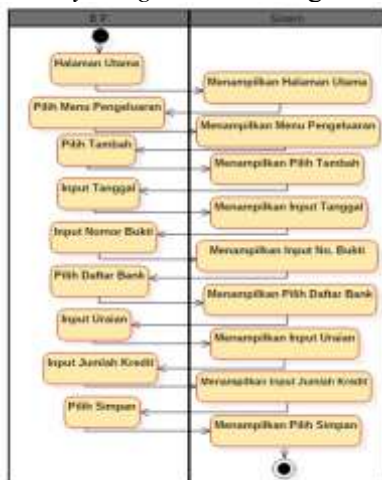 Sistem
Halaman Utama
Menampilkan Halaman Utama
Pilih Menu Pengeluaran
Menampilkan Menu Pengeluaran
Pilih Tambah
Menampilkan Pilih Tambah
Input Tanggal
Menampilkan Input Tanggal
Input Nomor Bukti
Menampilkan Input No. Bukti
Pilih Daftar Bank
Menampilkan Pilih Daftar Bank
Input Uraian
Menampilkan Input Uraian
Input Jumlah Kredit
Menampilkan Input Jumlah Kredit
Pilih Simpan
Menampilkan Pilih Simpan